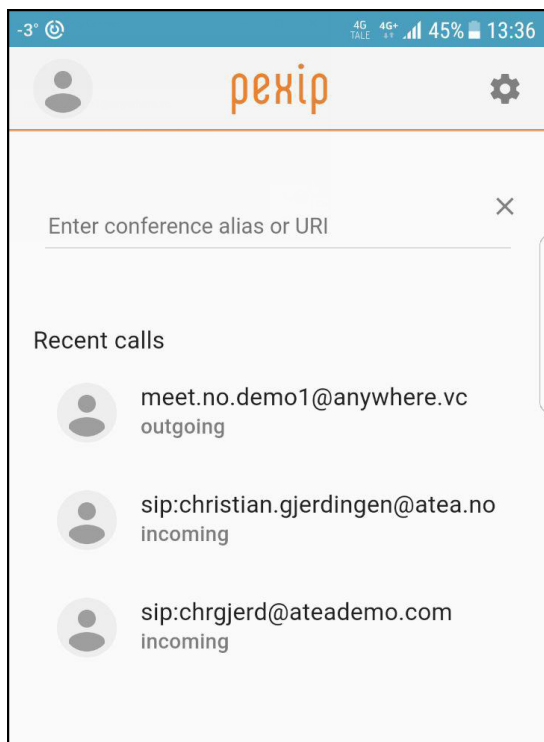 -3° 4G TALE 4G+ 45% 13:36
pexip
Enter conference alias or URI
Recent calls
meet.no.demo1@anywhere.vc
outgoing
sip:christian.gjerdingen@atea.no
incoming
sip:chrgjerd@ateademo.com
incoming